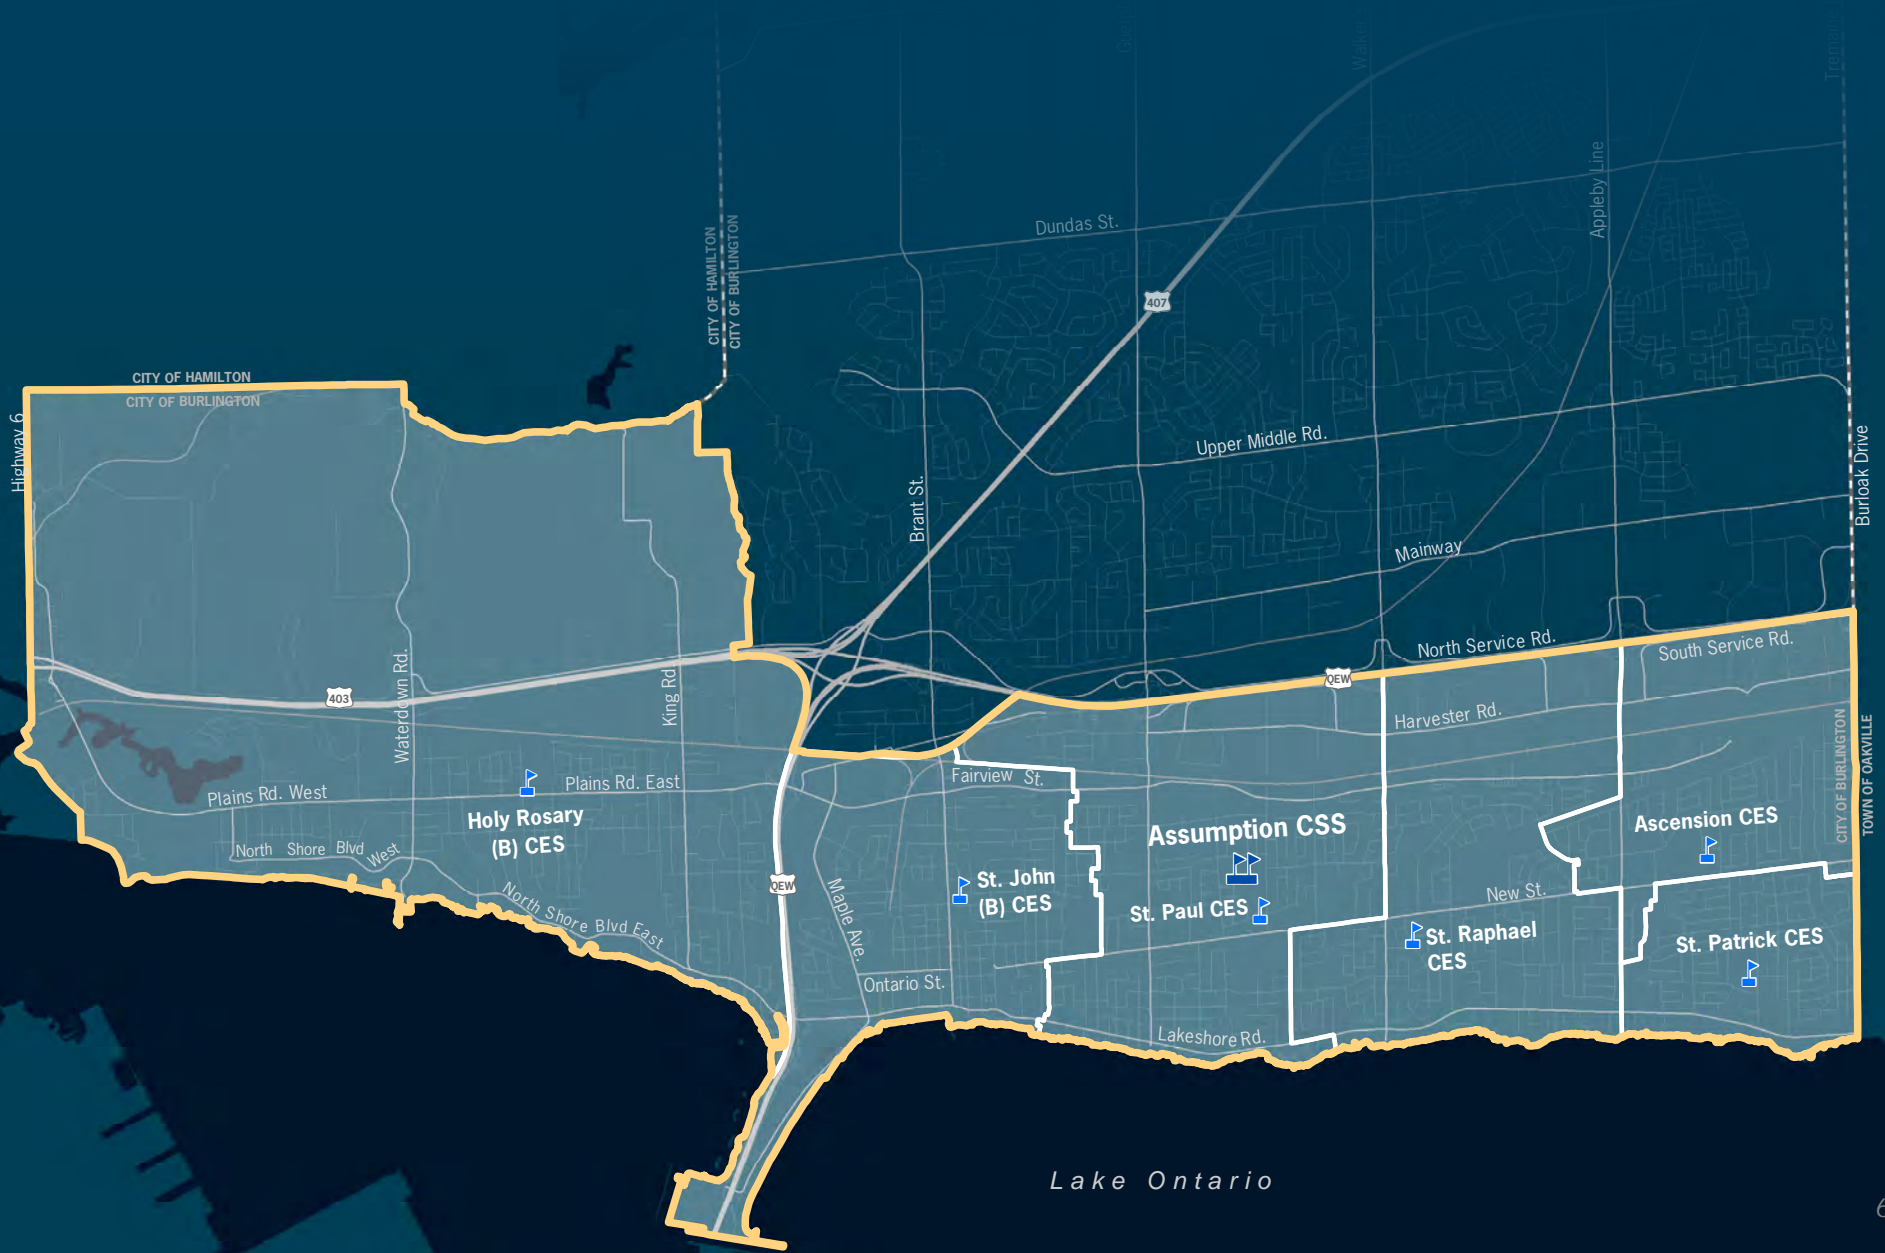 Walker
Appleby Line
Dundas St.
CITY OF HAMILTON
CITY OF BURLINGTON
407
CITY OF HAMILTON
CITY OF BURLINGTON
Highway 6
Upper Middle Rd.
Burloak Drive
Brant St.
Mainway
North Service Rd.
South Service Rd.
QEW
403
Waterdown Rd.
King Rd
Harvester Rd.
CITY OF BURLINGTON
TOWN OF OAKVILLE
Plains Rd. West
Plains Rd. East
Fairview St.
Holy Rosary
(B) CES
Assumption CSS
Ascension CES
North Shore Blvd West
QEW
Maple Ave.
St. John
(B) CES
St. Paul CES
New St.
St. Raphael
CES
St. Patrick CES
North Shore Blvd East
Ontario St.
Lakeshore Rd.
Lake Ontario